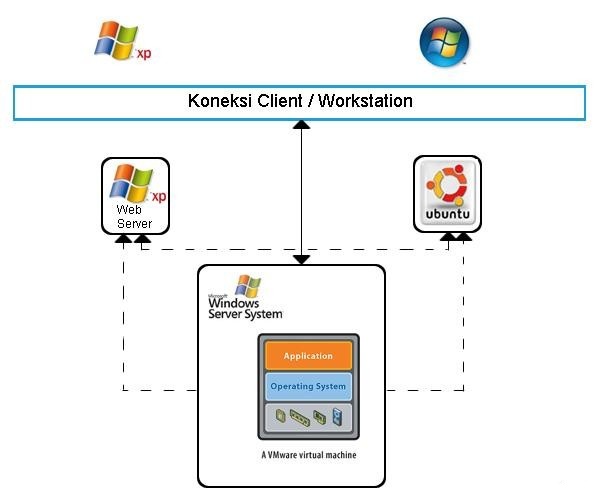 xp
Koneksi Client / Workstation
xp
Web
Server
ubuntu
Microsoft
Windows
Server System
Application
Operating System
A VMware virtual machine